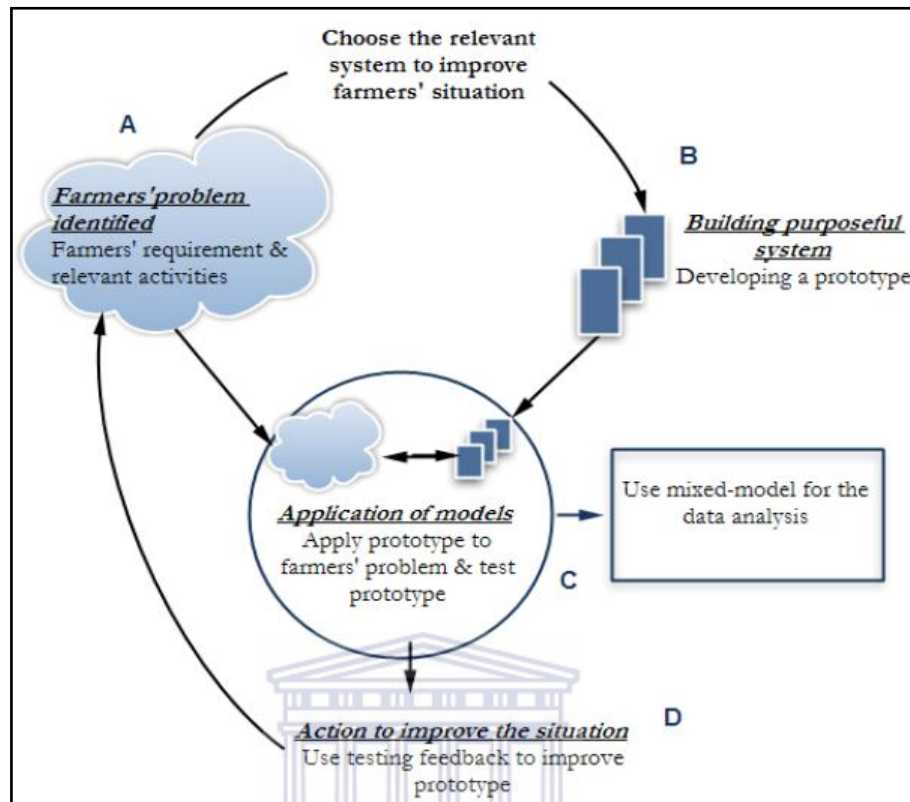 Choose the relevant
system to improve
farmers' situation
A
B
Farmers'problem
identified
Farmers' requirement &
relevant activities
Building purposeful
system
Developing a prototype
Application of models
Apply prototype to
farmers' problem & test
prototype
Use mixed-model for the
data analysis
C
Action to improve the situation
Use testing feedback to improve
prototype
D